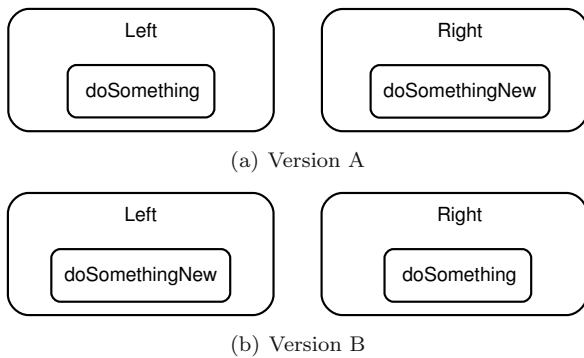 Left Right
doSomething doSomethingNew
(a) Version A
Left Right
doSomethingNew doSomething
(b) Version B